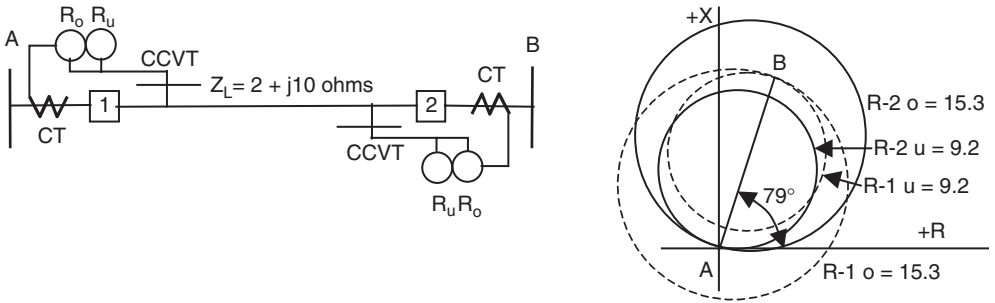 A
Ro Ru
CCVT
CT
1
ZL = 2 + j10 ohms
CCVT
2
CT
B
Ru Ro
+X
B
R-2 o = 15.3
R-2 u = 9.2
R-1 u = 9.2
79°
+R
A
R-1 o = 15.3